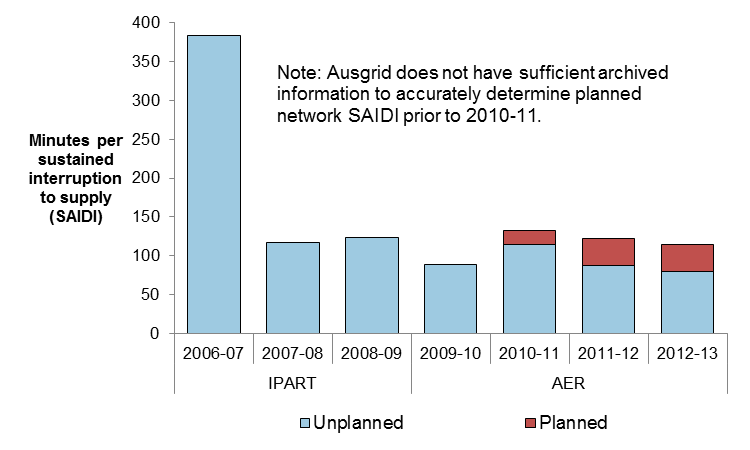 400
350
300
250
200
150
100
50
0
Minutes per
sustained
interruption
to supply
(SAIDI)
Note: Ausgrid does not have sufficient archived
information to accurately determine planned
network SAIDI prior to 2010-11.
2006-07 2007-08 2008-09 2009-10 2010-11 2011-12 2012-13
IPART AER
Unplanned Planned